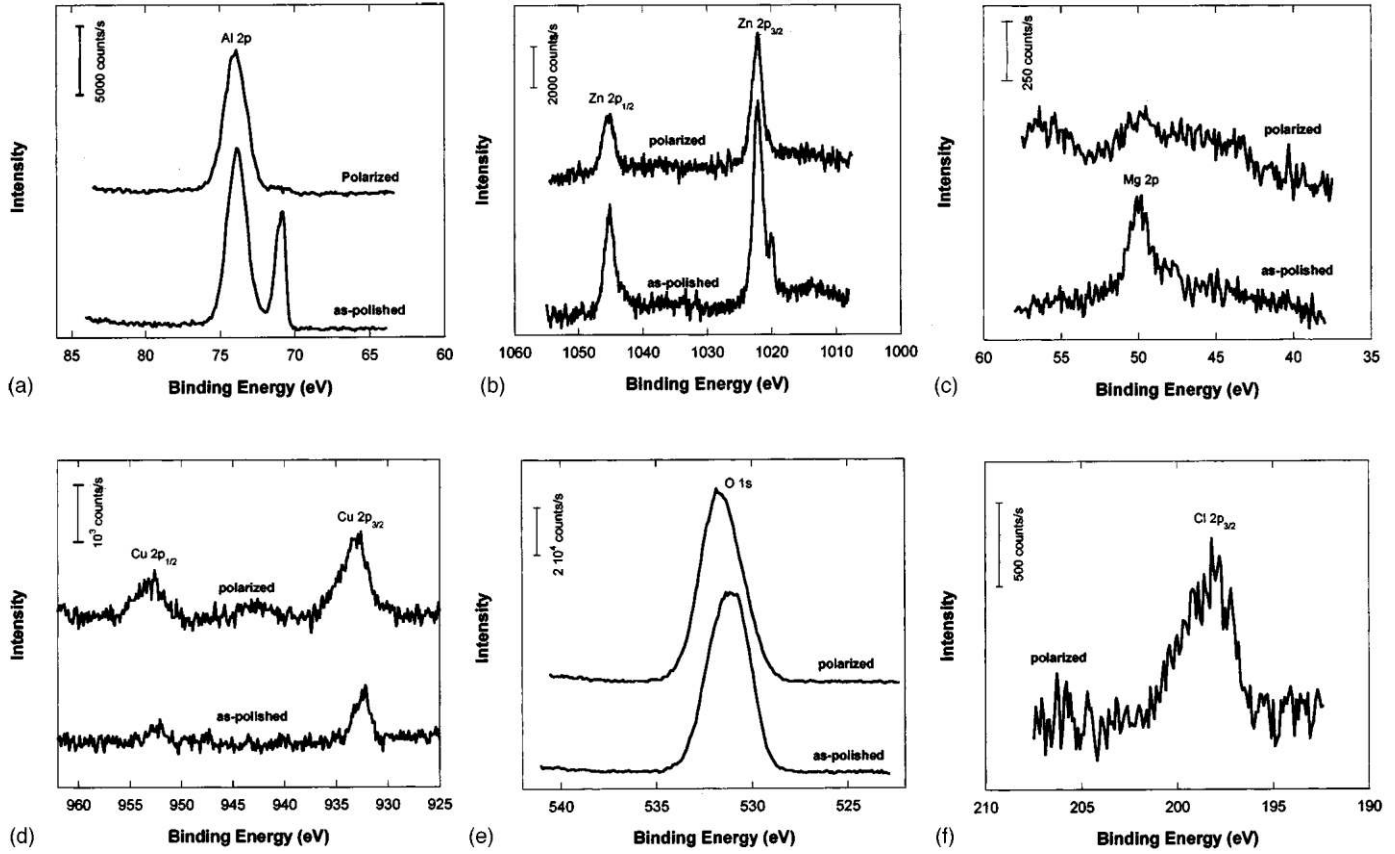 5000 counts/s
Al 2p
Polarized
as-polished
Intensity
85 80 75 70 65 60
Binding Energy (eV)
(a)
2000 counts/s
Zn 2p3/2
Zn 2p1/2
polarized
as-polished
Intensity
1060 1050 1040 1030 1020 1010 1000
Binding Energy (eV)
(b)
250 counts/s
polarized
Mg 2p
as-polished
Intensity
60 55 50 45 40 35
Binding Energy (eV)
(c)
10³ counts/s
Cu 2p3/2
Cu 2p1/2
polarized
as-polished
Intensity
960 955 950 945 940 935 930 925
Binding Energy (eV)
(d)
2 10⁴ counts/s
O 1s
polarized
as-polished
Intensity
540 535 530 525
Binding Energy (eV)
(e)
500 counts/s
Cl 2p3/2
polarized
Intensity
210 205 200 195 190
Binding Energy (eV)
(f)